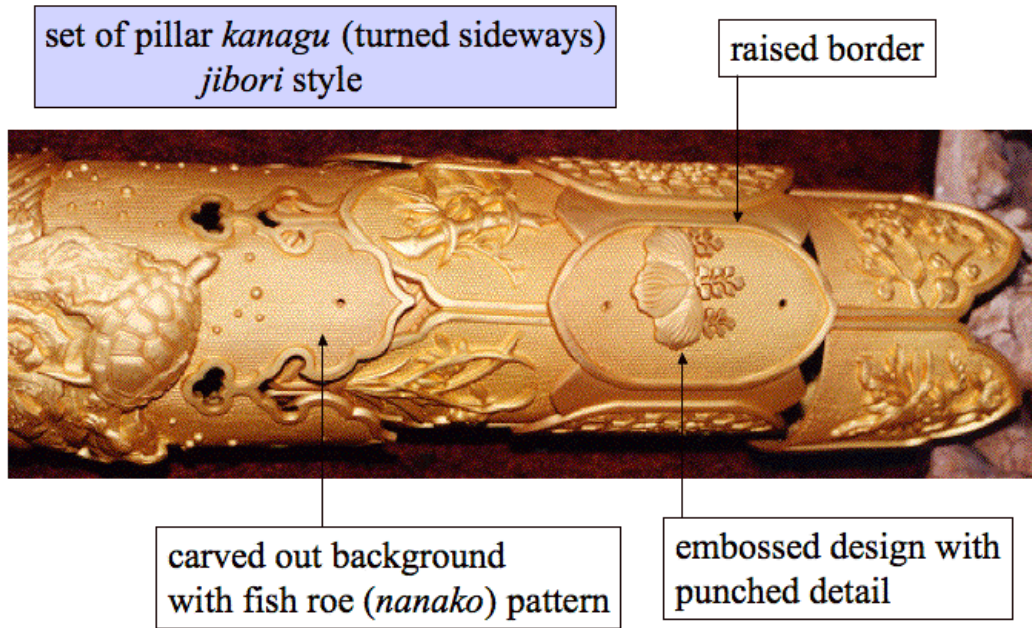 set of pillar kanagu (turned sideways)
jibori style
raised border
carved out background
with fish roe (nanako) pattern
embossed design with
punched detail